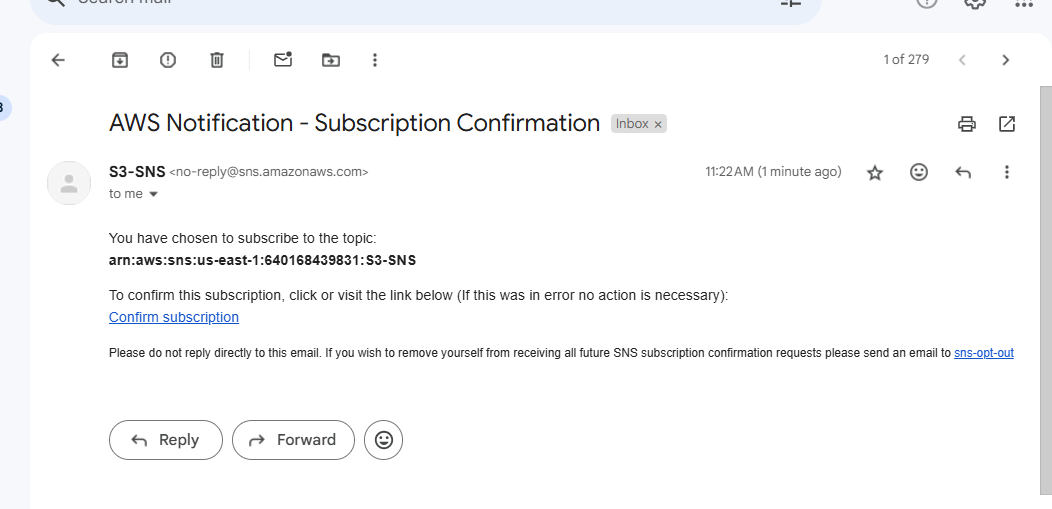 Search mail
1 of 279
AWS Notification - Subscription Confirmation Inbox ×
S3-SNS <no-reply@sns.amazonaws.com> 11:22 AM (1 minute ago)
to me
You have chosen to subscribe to the topic:
arn:aws:sns:us-east-1:640168439831:S3-SNS
To confirm this subscription, click or visit the link below (If this was in error no action is necessary):
Confirm subscription
Please do not reply directly to this email. If you wish to remove yourself from receiving all future SNS subscription confirmation requests please send an email to sns-opt-out
Reply Forward